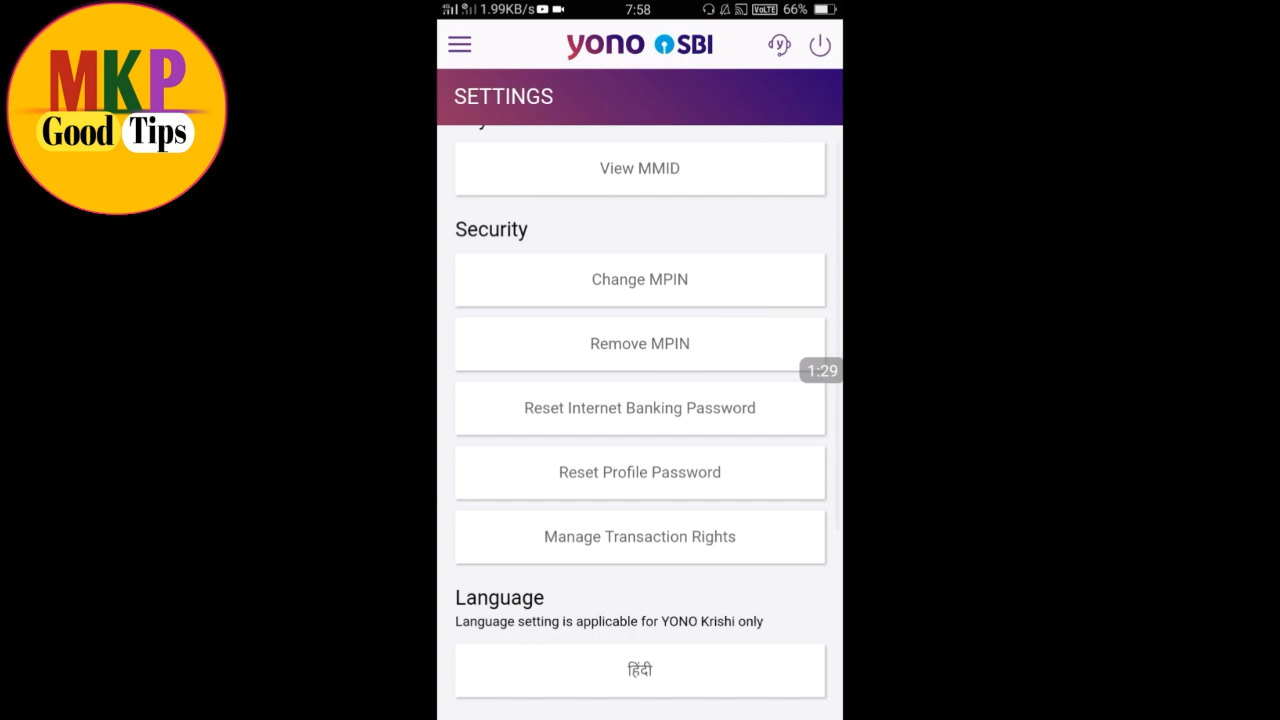 MKP
Good Tips
1.99KB/s
7:58
VoLTE
66%
yono SBI
SETTINGS
View MMID
Security
Change MPIN
Remove MPIN
1:29
Reset Internet Banking Password
Reset Profile Password
Manage Transaction Rights
Language
Language setting is applicable for YONO Krishi only
हिंदी